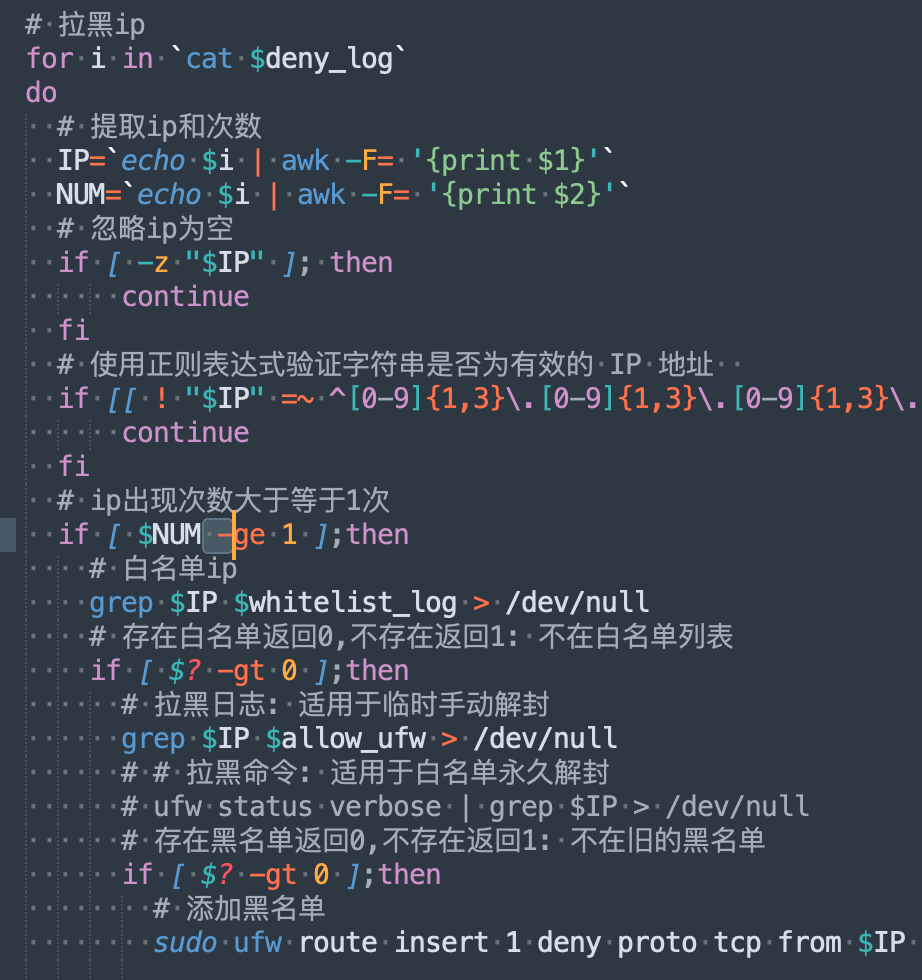 # 拉黑ip
for i in `cat $deny_log`
do
  # 提取ip和次数
  IP=`echo $i | awk -F= '{print $1}'`
  NUM=`echo $i | awk -F= '{print $2}'`
  # 忽略ip为空
  if [ -z "$IP" ]; then
      continue
  fi
  # 使用正则表达式验证字符串是否为有效的 IP 地址
  if [[ ! "$IP" =~ ^[0-9]{1,3}\.[0-9]{1,3}\.[0-9]{1,3}\.
      continue
  fi
  # ip出现次数大于等于1次
  if [ $NUM -ge 1 ];then
    # 白名单ip
    grep $IP $whitelist_log > /dev/null
    # 存在白名单返回0,不存在返回1: 不在白名单列表
    if [ $? -gt 0 ];then
      # 拉黑日志: 适用于临时手动解封
      grep $IP $allow_ufw > /dev/null
      # # 拉黑命令: 适用于白名单永久解封
      # ufw status verbose | grep $IP > /dev/null
      # 存在黑名单返回0,不存在返回1: 不在旧的黑名单
      if [ $? -gt 0 ];then
        # 添加黑名单
        sudo ufw route insert 1 deny proto tcp from $IP